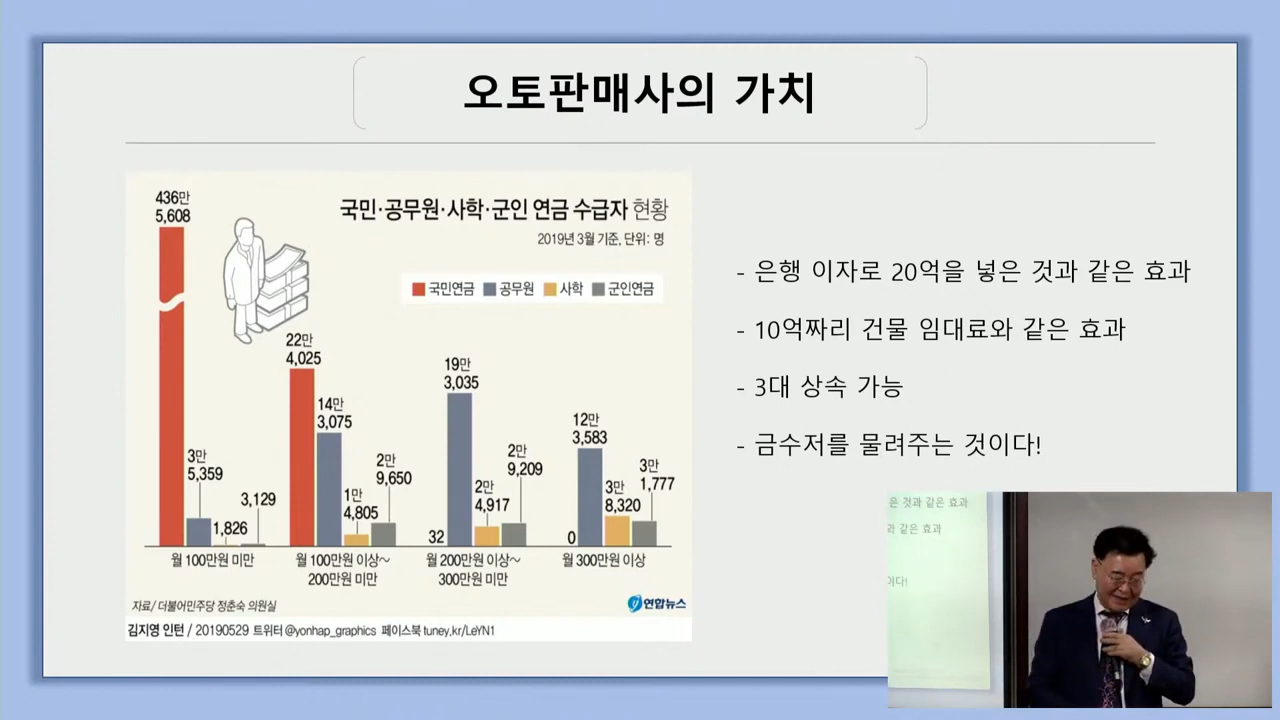 오토판매사의 가치
436만
5,608
국민·공무원·사학·군인 연금 수급자 현황
2019년 3월 기준, 단위: 명
국민연금 공무원 사학 군인연금
3만
5,359
1,826
3,129
22만
4,025
14만
3,075
1만
4,805
2만
9,650
32
19만
3,035
2만
4,917
2만
9,209
0
12만
3,583
3만
8,320
3만
1,777
월 100만원 미만
월 100만원 이상~
200만원 미만
월 200만원 이상~
300만원 미만
월 300만원 이상
자료/ 더불어민주당 정춘숙 의원실
연합뉴스
김지영 인턴 / 20190529 트위터 @yonhap_graphics 페이스북 tuney.kr/LeYN1
- 은행 이자로 20억을 넣은 것과 같은 효과
- 10억짜리 건물 임대료와 같은 효과
- 3대 상속 가능
- 금수저를 물려주는 것이다!
은 것과 같은 효과
와 같은 효과
이다!